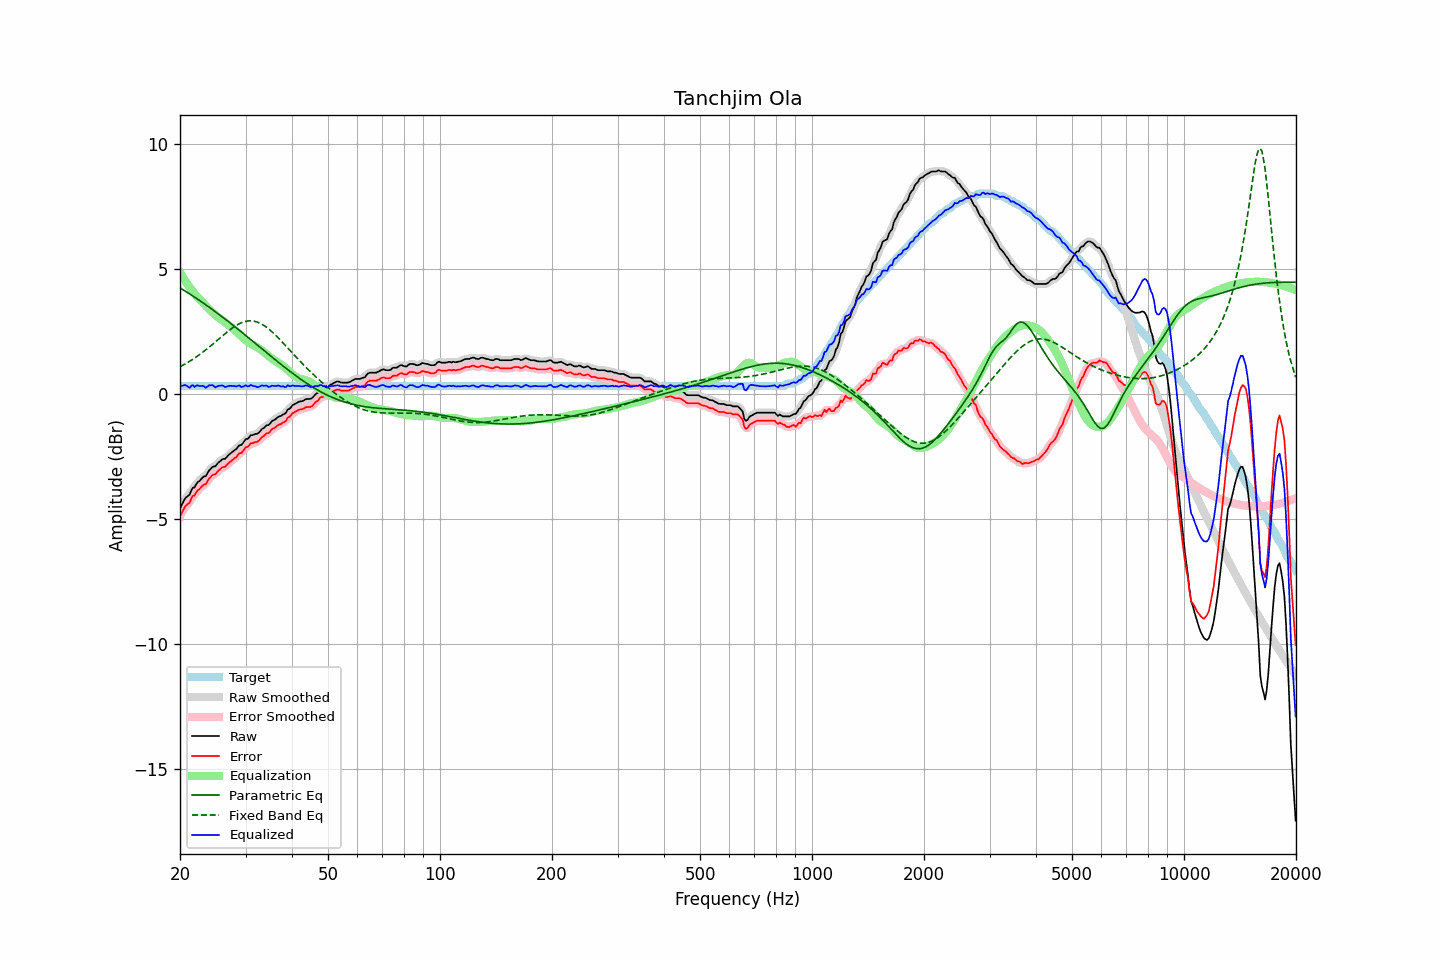 Tanchjim Ola
Amplitude (dBr)
10
5
0
−5
−10
−15
Target
Raw Smoothed
Error Smoothed
Raw
Error
Equalization
Parametric Eq
Fixed Band Eq
Equalized
20 50 100 200 500 1000 2000 5000 10000 20000
Frequency (Hz)